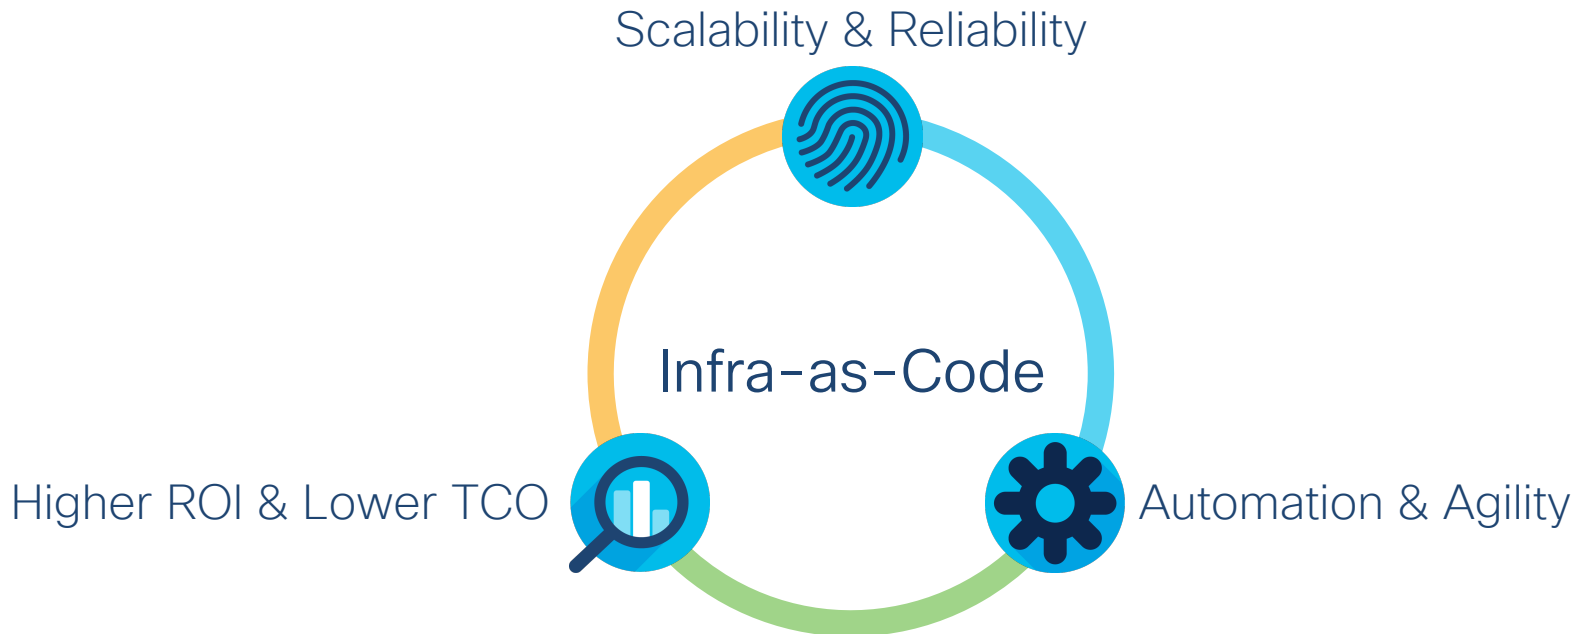 Scalability & Reliability
Infra-as-Code
Higher ROI & Lower TCO
Automation & Agility